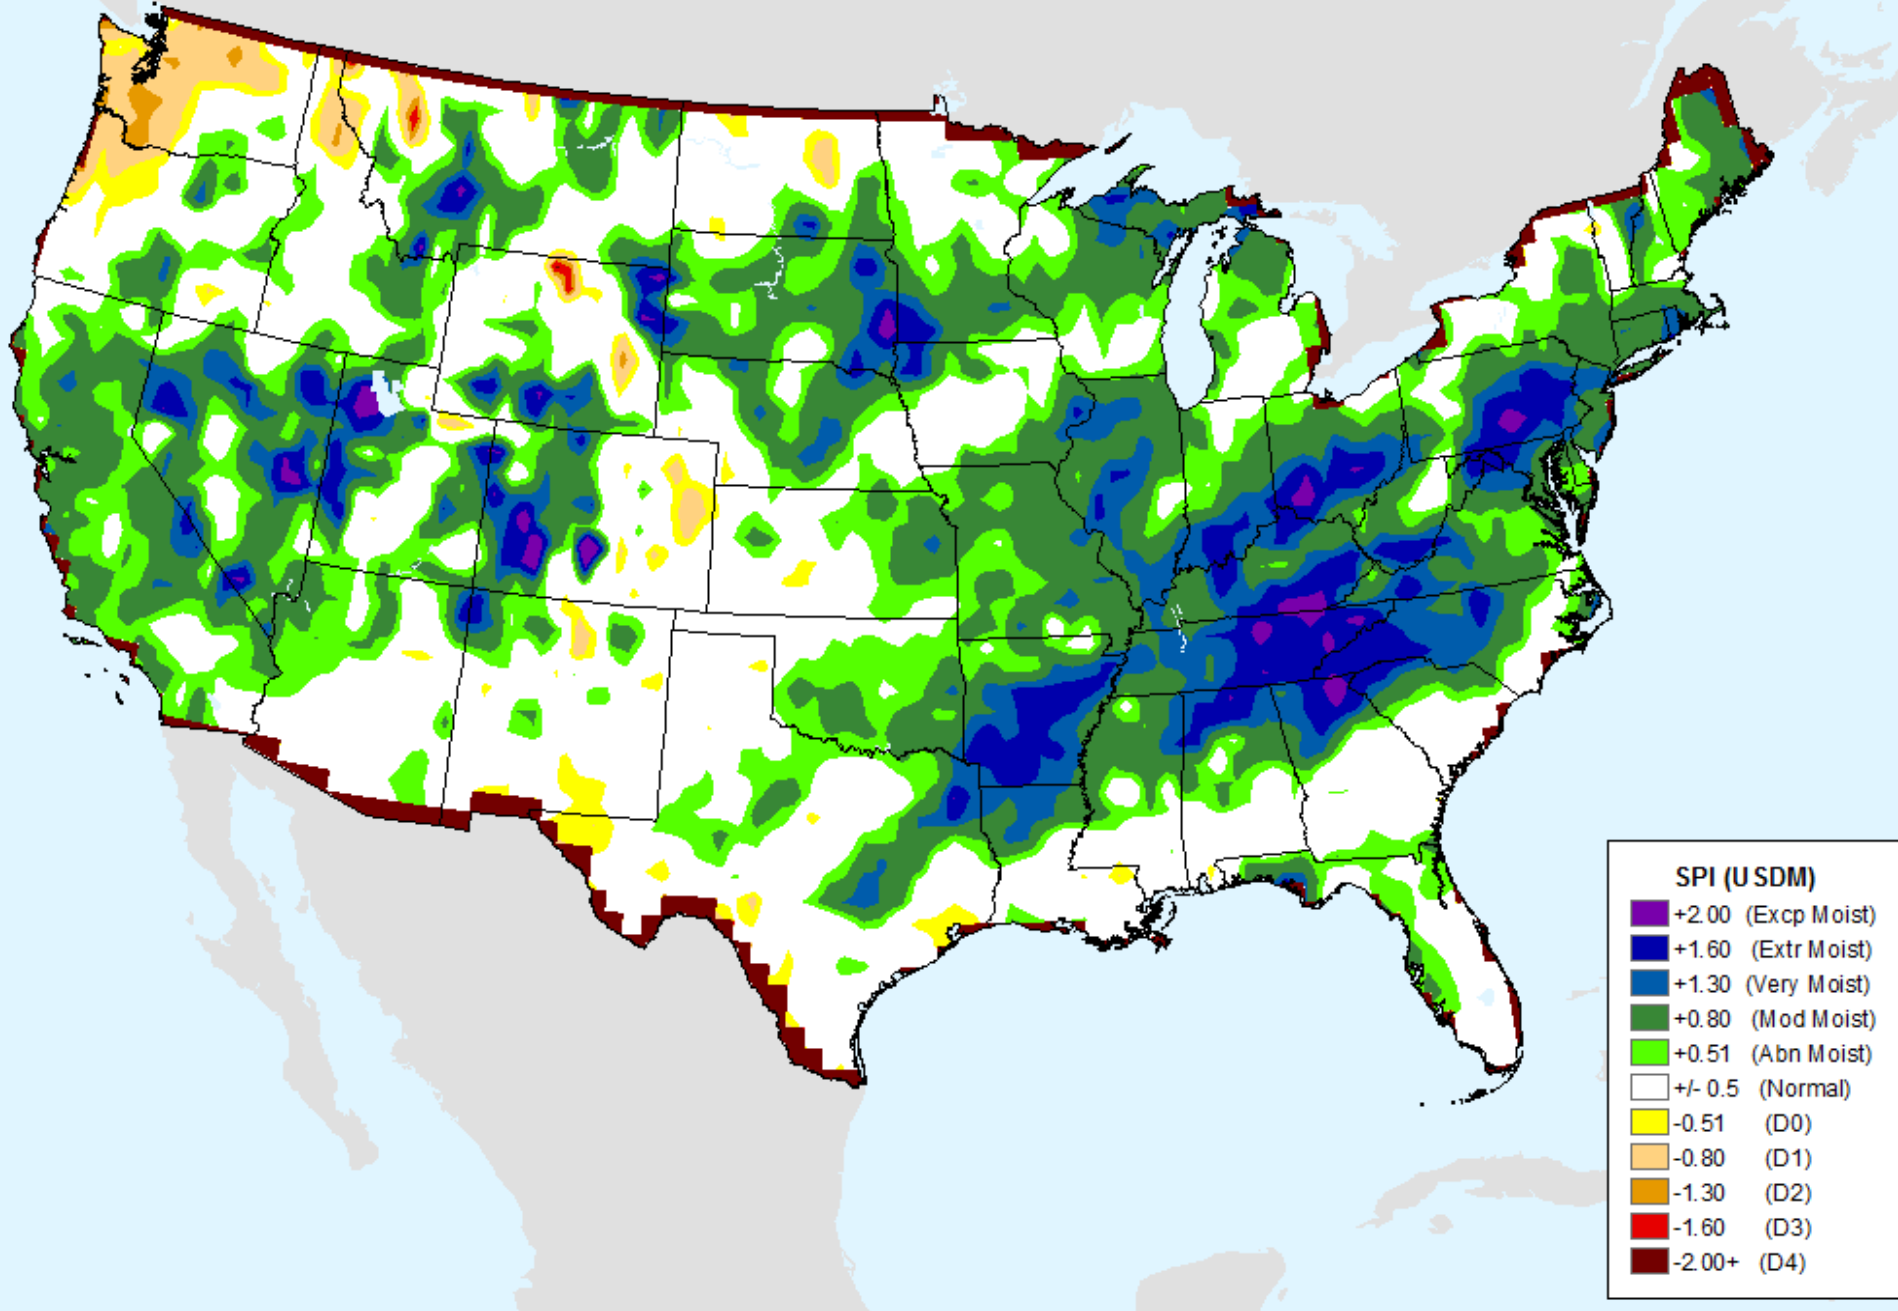 SPI (USDM)
+2.00 (Excp Moist)
+1.60 (Extr Moist)
+1.30 (Very Moist)
+0.80 (Mod Moist)
+0.51 (Abn Moist)
+/- 0.5 (Normal)
-0.51 (D0)
-0.80 (D1)
-1.30 (D2)
-1.60 (D3)
-2.00+ (D4)